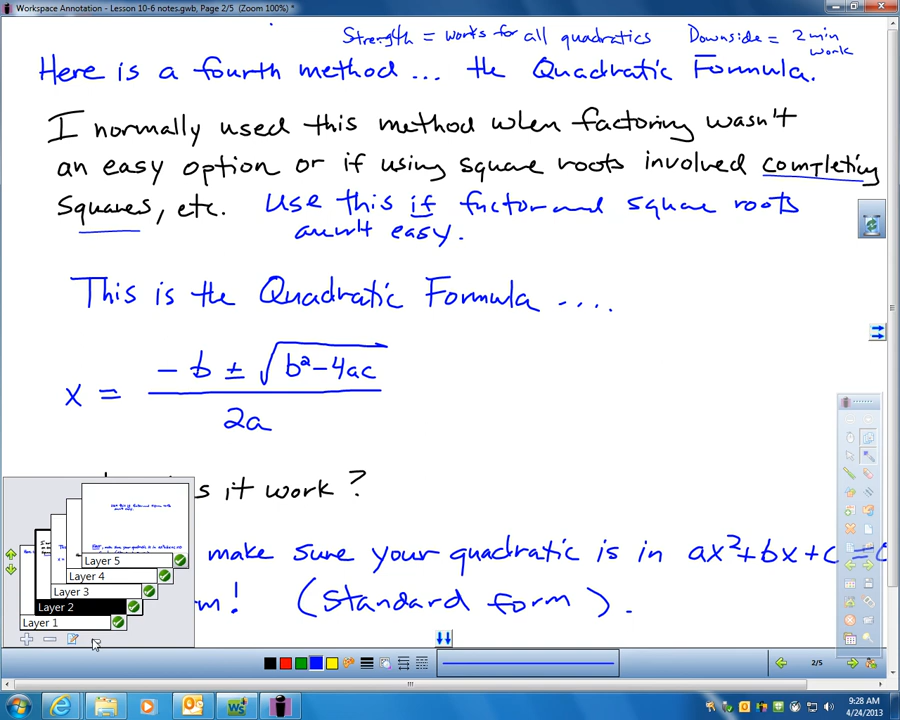 Workspace Annotation - Lesson 10-6 notes.gwb, Page 2/5 (Zoom 100%) *
Strength = works for all quadratics Downside = 2 min
work
Here is a fourth method... the Quadratic Formula.
I normally used this method when factoring wasn't
an easy option or if using square roots involved completing
squares, etc. Use this if factor and square roots
aren't easy.
This is the Quadratic Formula ....
x = -b ± √b²-4ac
2a
s it work?
make sure your quadratic is in ax²+bx+c = 0
m! (standard form).
Layer 5
Layer 4
Layer 3
Layer 2
Layer 1
2/5
9:28 AM
4/24/2013